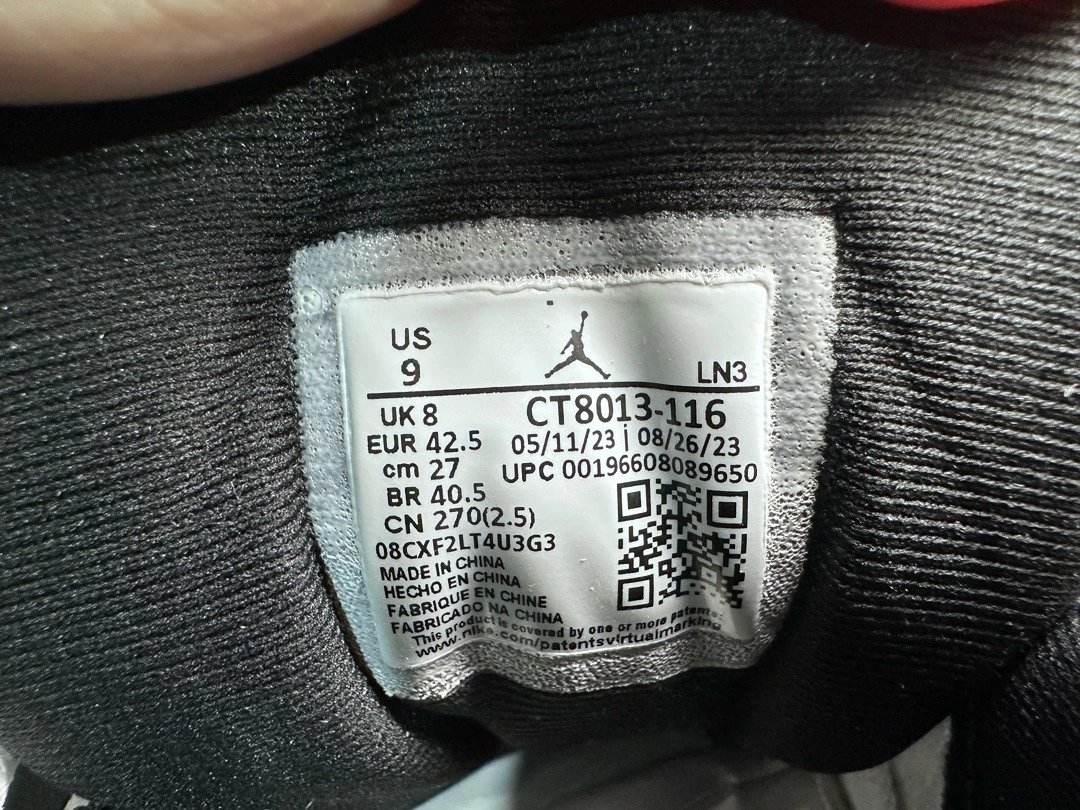 US
9
LN3
UK 8
CT8013-116
EUR 42.5
05/11/23 | 08/26/23
cm 27
UPC 00196608089650
BR 40.5
CN 270(2.5)
08CXF2LT4U3G3
MADE IN CHINA
HECHO EN CHINA
FABRIQUE EN CHINE
FABRICADO NA CHINA
This product is covered by one or more patents
www.nike.com/patentsvirtualmarking